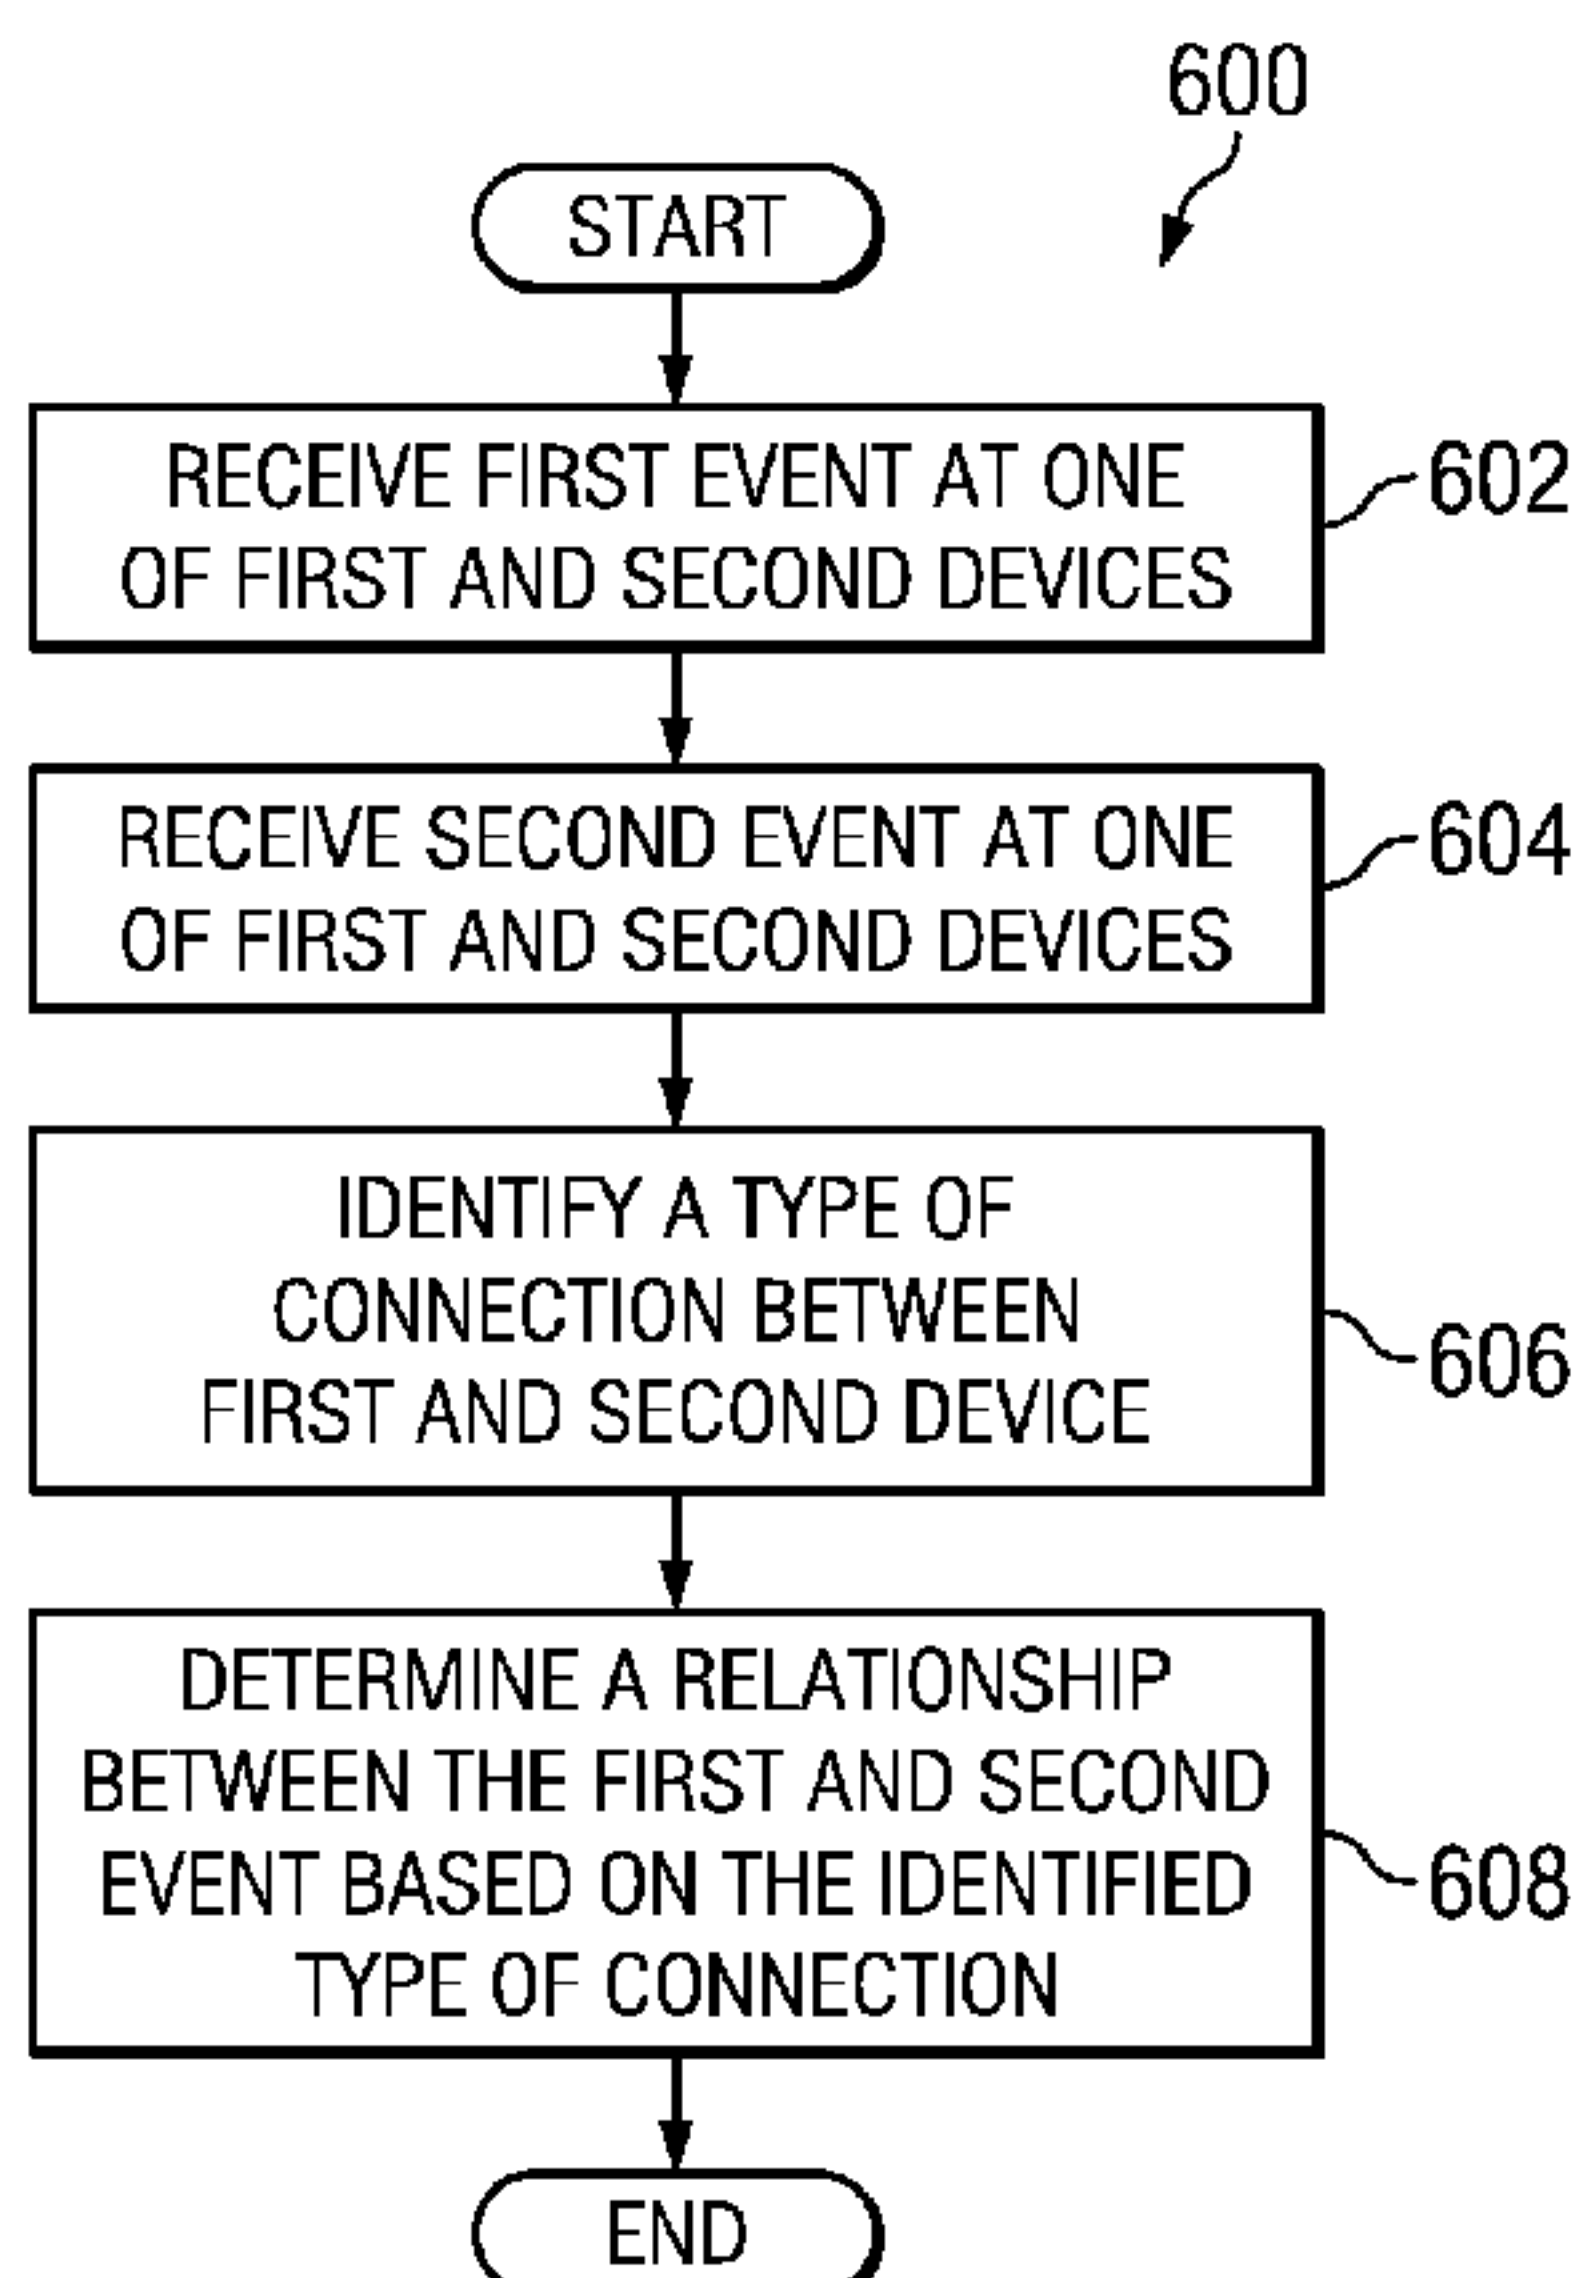 600
START
RECEIVE FIRST EVENT AT ONE
OF FIRST AND SECOND DEVICES
602
RECEIVE SECOND EVENT AT ONE
OF FIRST AND SECOND DEVICES
604
IDENTIFY A TYPE OF
CONNECTION BETWEEN
FIRST AND SECOND DEVICE
606
DETERMINE A RELATIONSHIP
BETWEEN THE FIRST AND SECOND
EVENT BASED ON THE IDENTIFIED
TYPE OF CONNECTION
608
END